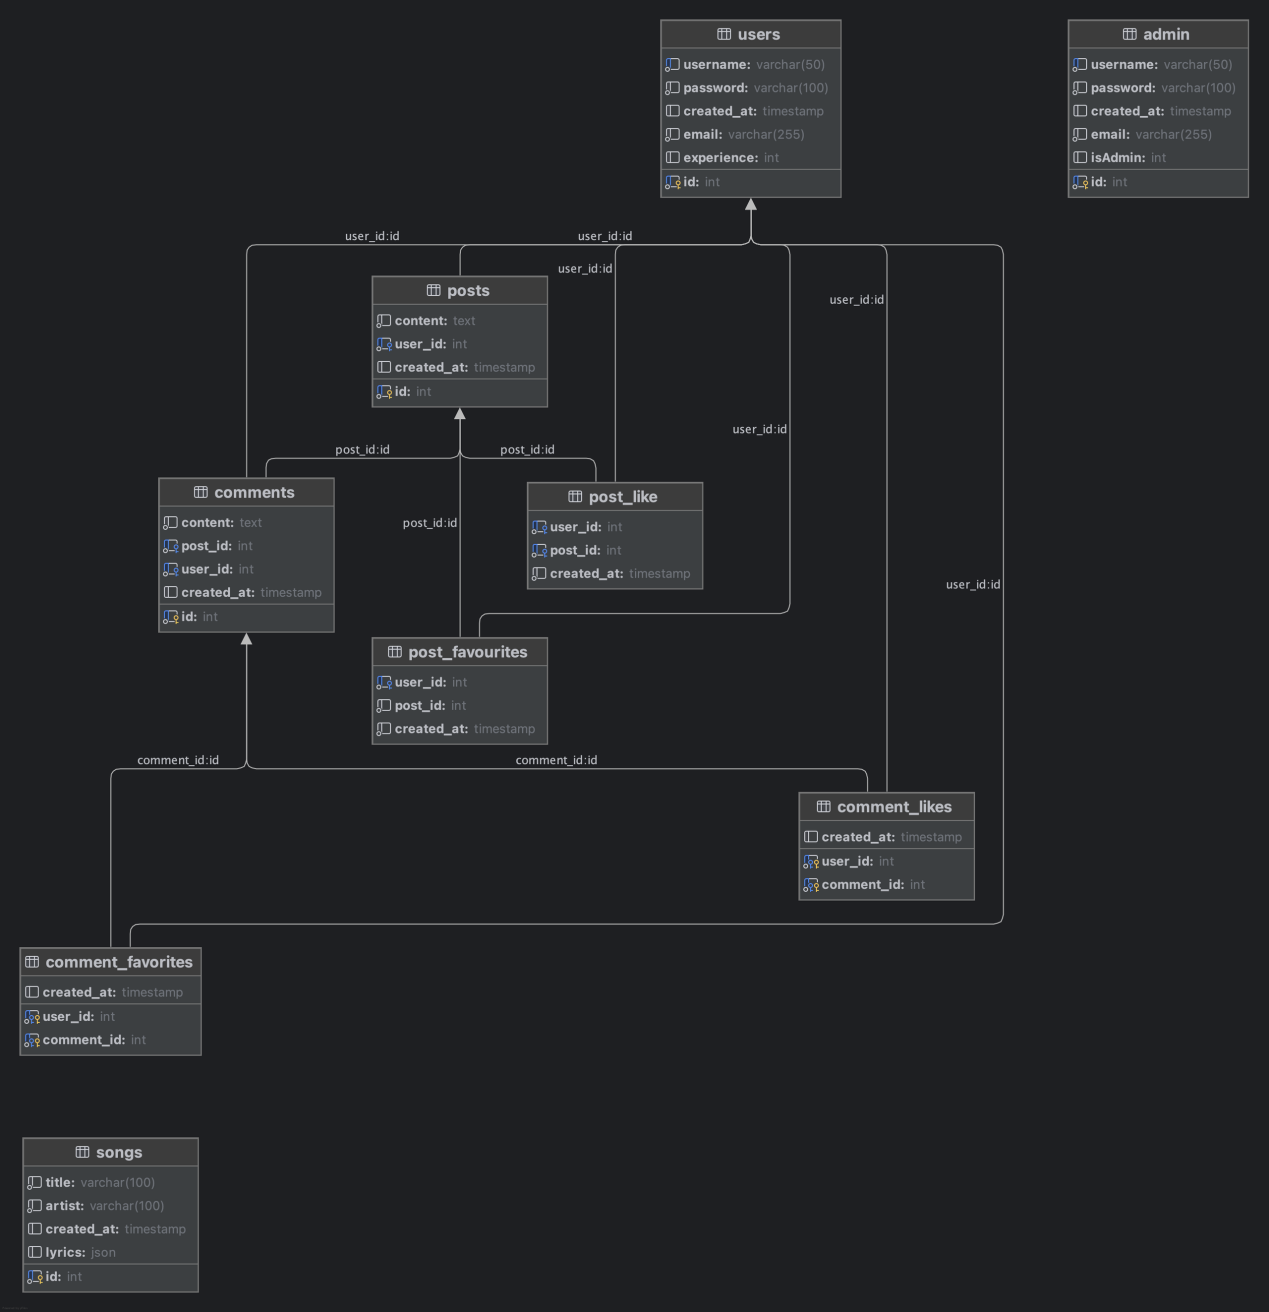 users
username: varchar(50)
password: varchar(100)
created_at: timestamp
email: varchar(255)
experience: int
id: int
admin
username: varchar(50)
password: varchar(100)
created_at: timestamp
email: varchar(255)
isAdmin: int
id: int
user_id:id
user_id:id
user_id:id
user_id:id
posts
content: text
user_id: int
created_at: timestamp
id: int
user_id:id
post_id:id
post_id:id
comments
content: text
post_id: int
user_id: int
created_at: timestamp
id: int
post_like
user_id: int
post_id: int
created_at: timestamp
post_id:id
user_id:id
post_favourites
user_id: int
post_id: int
created_at: timestamp
comment_id:id
comment_id:id
comment_likes
created_at: timestamp
user_id: int
comment_id: int
comment_favorites
created_at: timestamp
user_id: int
comment_id: int
songs
title: varchar(100)
artist: varchar(100)
created_at: timestamp
lyrics: json
id: int